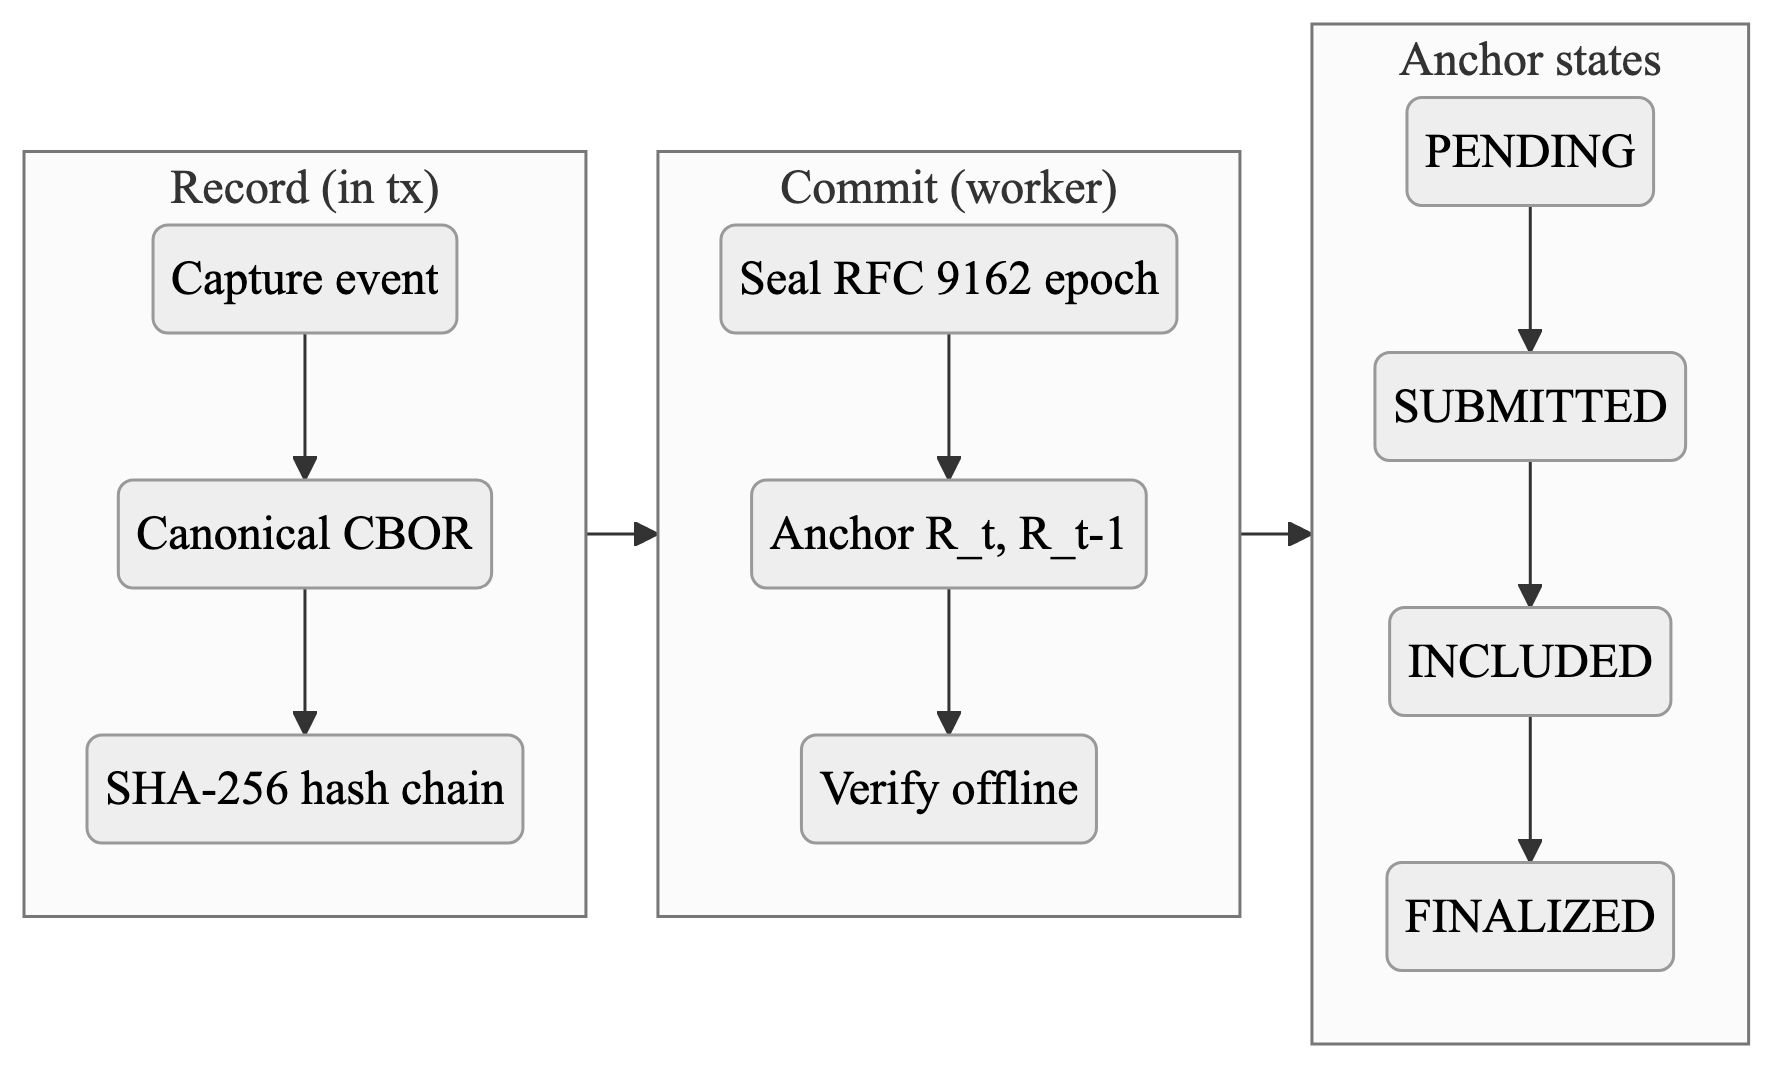 Record (in tx)
Capture event
Canonical CBOR
SHA-256 hash chain
Commit (worker)
Seal RFC 9162 epoch
Anchor R_t, R_t-1
Verify offline
Anchor states
PENDING
SUBMITTED
INCLUDED
FINALIZED